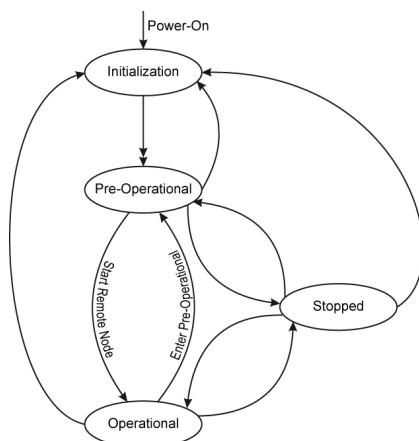 Power-On
Initialization
Pre-Operational
Start Remote Node
Enter Pre-Operational
Stopped
Operational